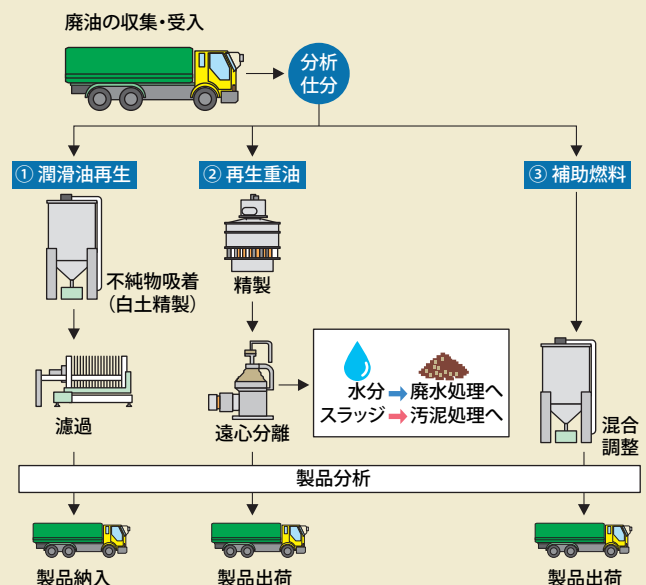 廃油の収集・受入
分析
仕分
① 潤滑油再生
② 再生重油
③ 補助燃料
不純物吸着
（白土精製）
精製
水分 → 廃水処理へ
スラッジ → 汚泥処理へ
濾過
遠心分離
混合
調整
製品分析
製品納入
製品出荷
製品出荷